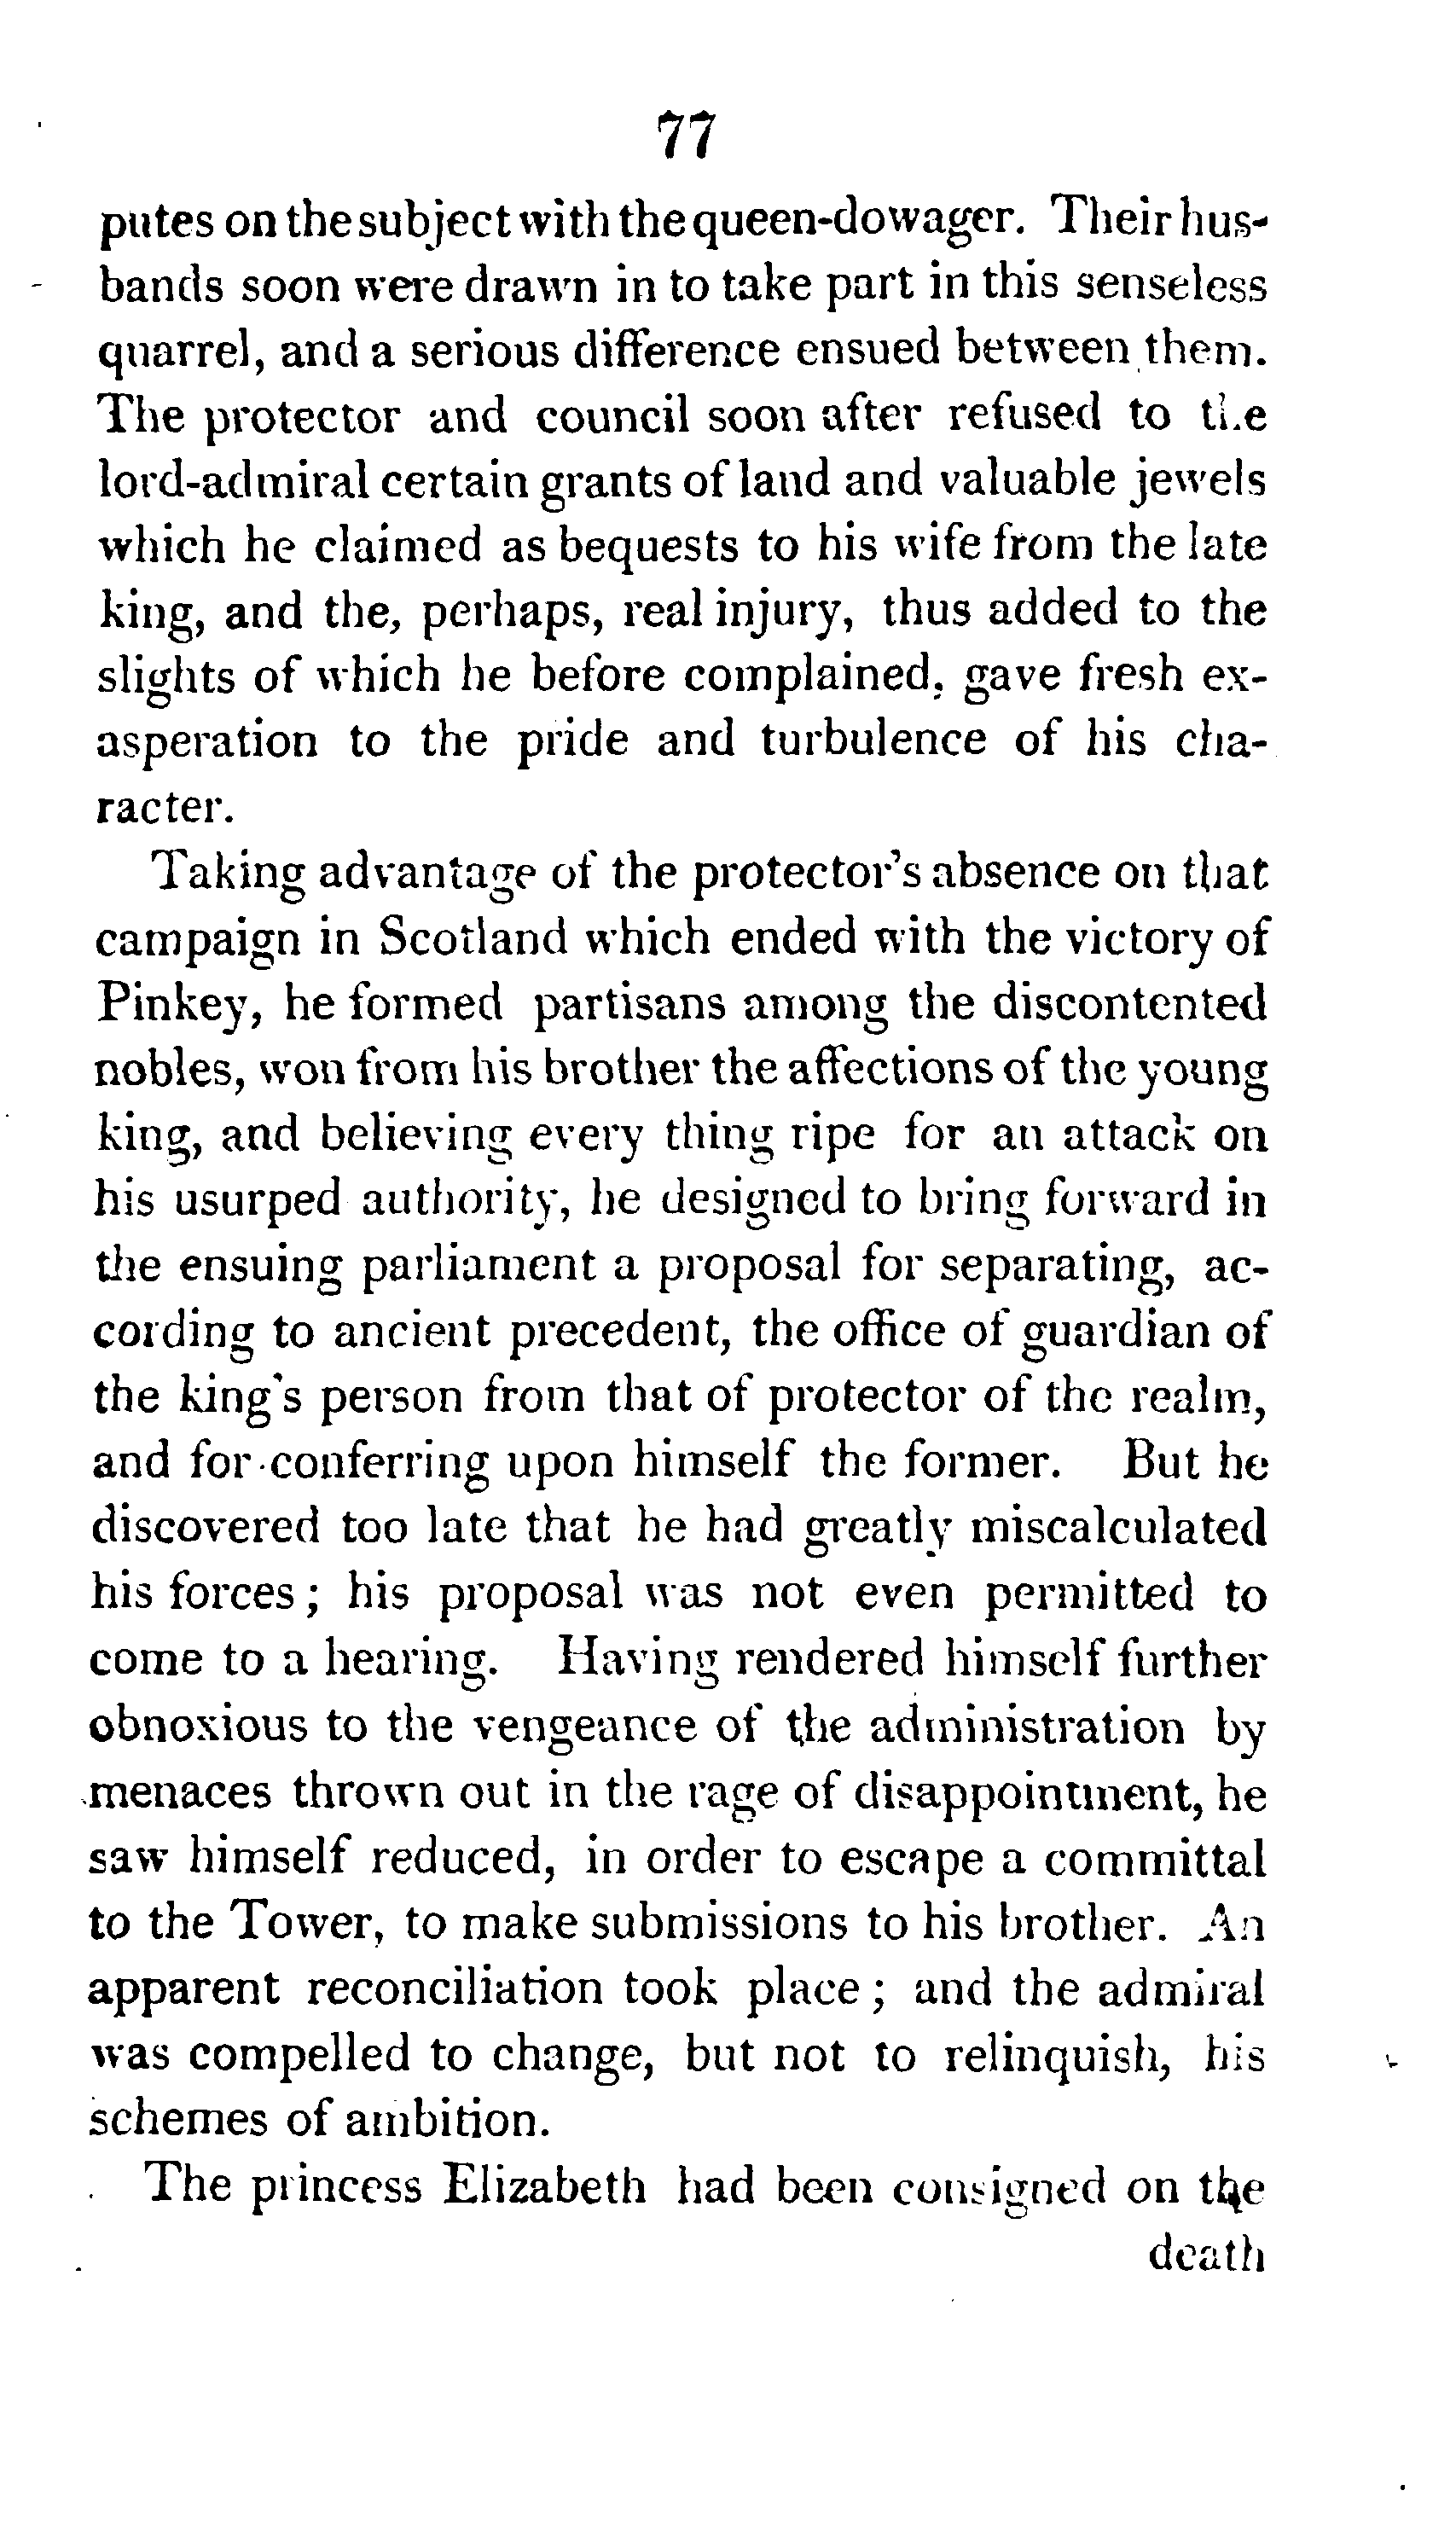 77
putes on the subject with the queen-dowager. Their hus-
bands soon were drawn in to take part in this senseless
quarrel, and a serious difference ensued between them.
The protector and council soon after refused to the
lord-admiral certain grants of land and valuable jewels
which he claimed as bequests to his wife from the late
king, and the, perhaps, real injury, thus added to the
slights of which he before complained, gave fresh ex-
asperation to the pride and turbulence of his cha-
racter.
Taking advantage of the protector's absence on that
campaign in Scotland which ended with the victory of
Pinkey, he formed partisans among the discontented
nobles, won from his brother the affections of the young
king, and believing every thing ripe for an attack on
his usurped authority, he designed to bring forward in
the ensuing parliament a proposal for separating, ac-
cording to ancient precedent, the office of guardian of
the king's person from that of protector of the realm,
and for conferring upon himself the former. But he
discovered too late that he had greatly miscalculated
his forces; his proposal was not even permitted to
come to a hearing. Having rendered himself further
obnoxious to the vengeance of the administration by
menaces thrown out in the rage of disappointment, he
saw himself reduced, in order to escape a committal
to the Tower, to make submissions to his brother. An
apparent reconciliation took place; and the admiral
was compelled to change, but not to relinquish, his
schemes of ambition.
The princess Elizabeth had been consigned on the
death